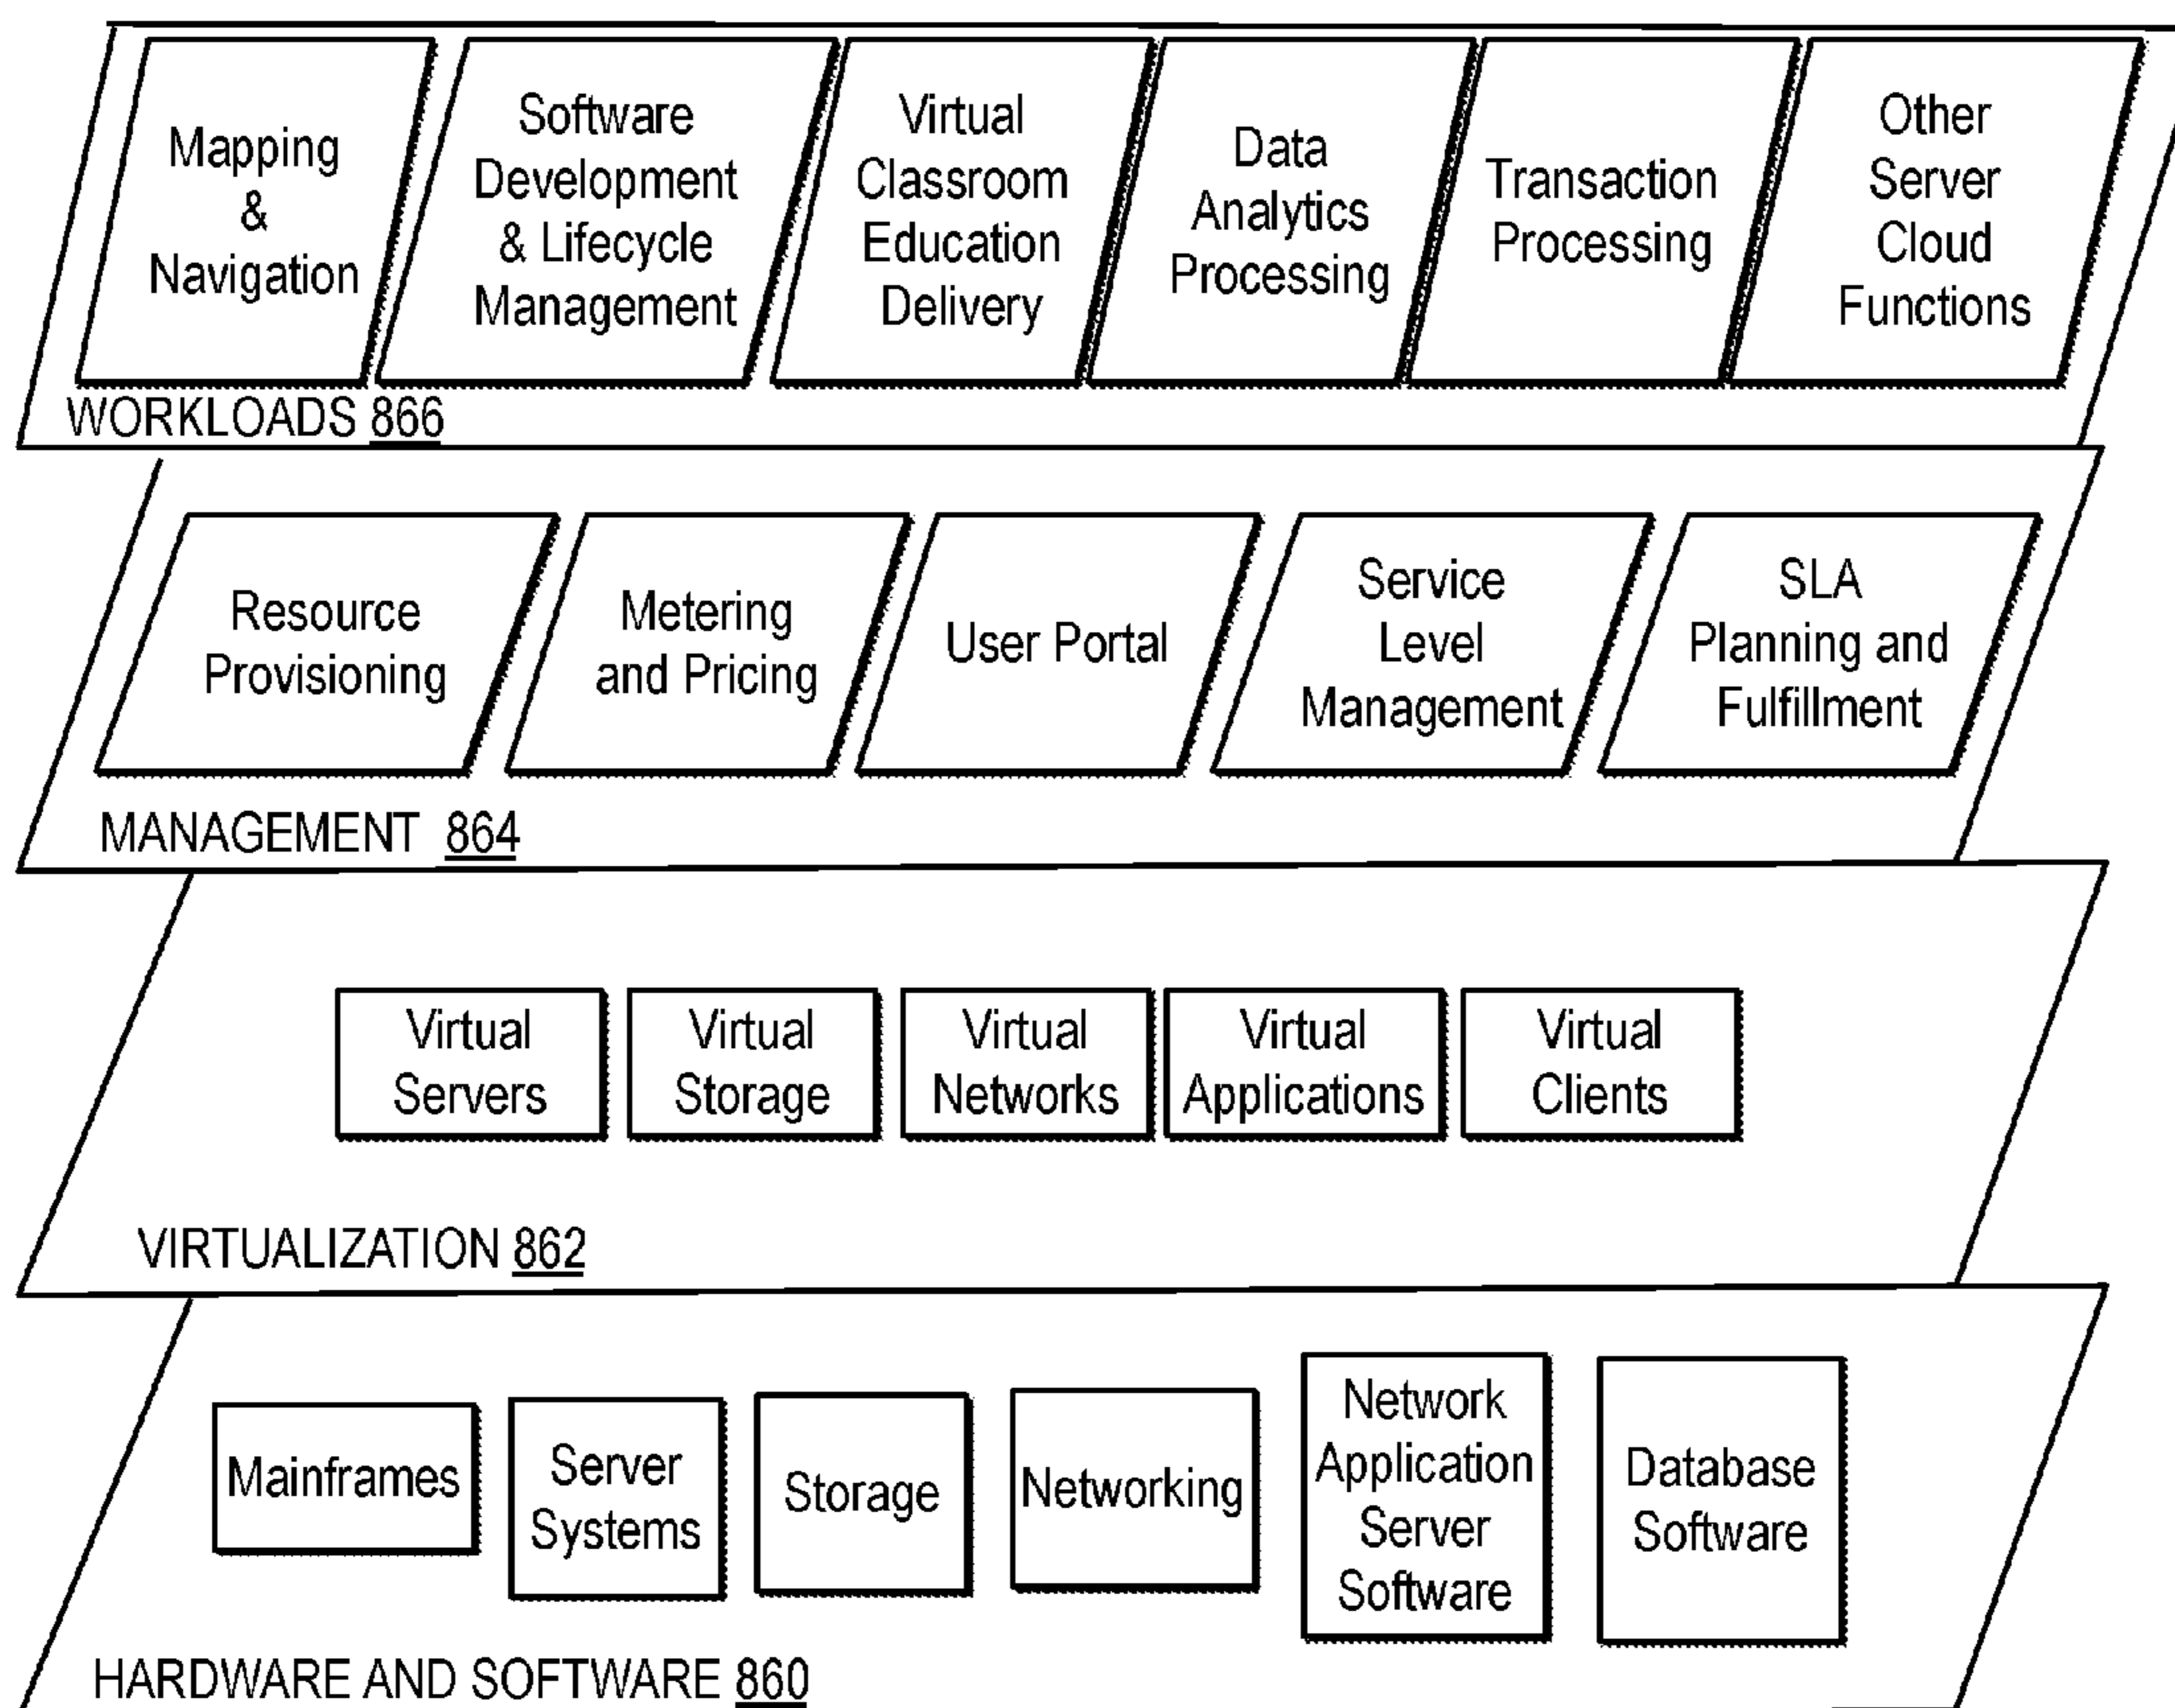 Mapping
&
Navigation
Software
Development
& Lifecycle
Management
Virtual
Classroom
Education
Delivery
Data
Analytics
Processing
Transaction
Processing
Other
Server
Cloud
Functions
WORKLOADS 866
Resource
Provisioning
Metering
and Pricing
User Portal
Service
Level
Management
SLA
Planning and
Fulfillment
MANAGEMENT 864
Virtual
Servers
Virtual
Storage
Virtual
Networks
Virtual
Applications
Virtual
Clients
VIRTUALIZATION 862
Mainframes
Server
Systems
Storage
Networking
Network
Application
Server
Software
Database
Software
HARDWARE AND SOFTWARE 860